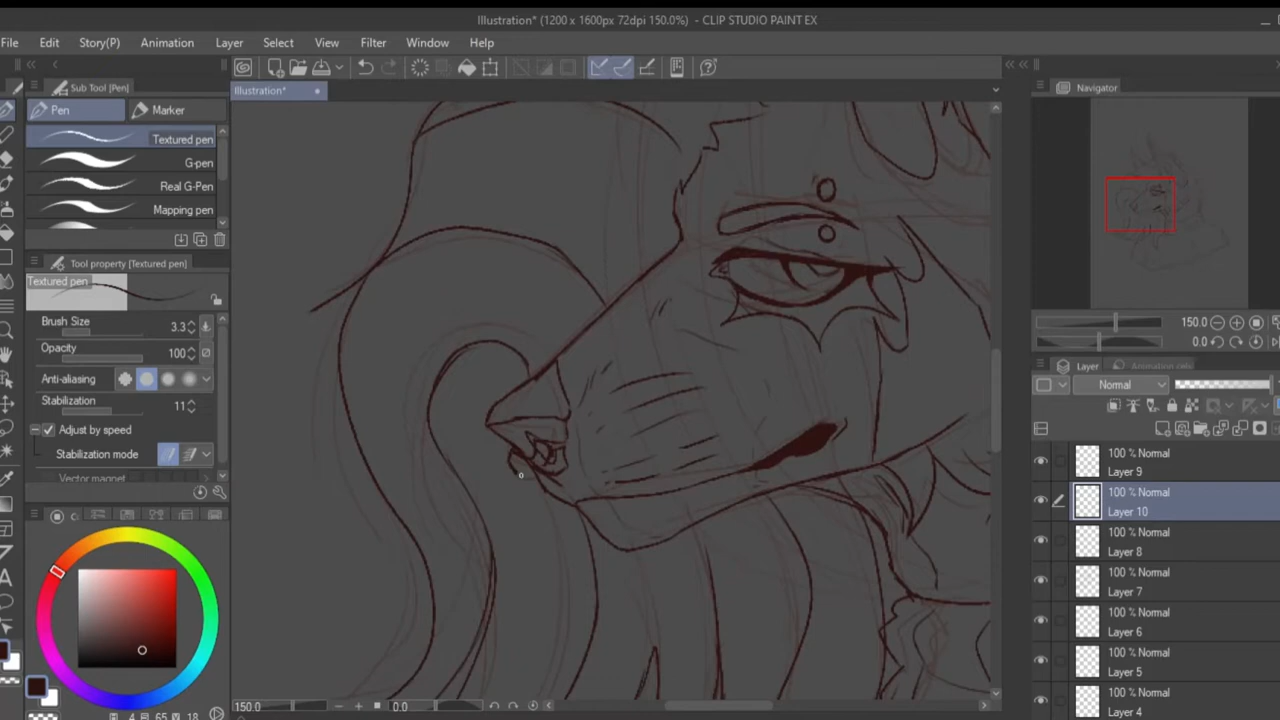 Illustration* (1200 x 1600px 72dpi 150.0%) - CLIP STUDIO PAINT EX
File Edit Story(P) Animation Layer Select View Filter Window Help
Sub Tool [Pen]
Pen Marker
Textured pen
G-pen
Real G-Pen
Mapping pen
Tool property [Textured pen]
Textured pen
Brush Size 3.3
Opacity 100
Anti-aliasing
Stabilization 11
Adjust by speed
Stabilization mode
Vector magnet
4 65 18
Illustration*
150.0 0.0
Navigator
150.0
0.0
Layer Animation cels
Normal
100 % Normal
Layer 9
100 % Normal
Layer 10
100 % Normal
Layer 8
100 % Normal
Layer 7
100 % Normal
Layer 6
100 % Normal
Layer 5
100 % Normal
Layer 4